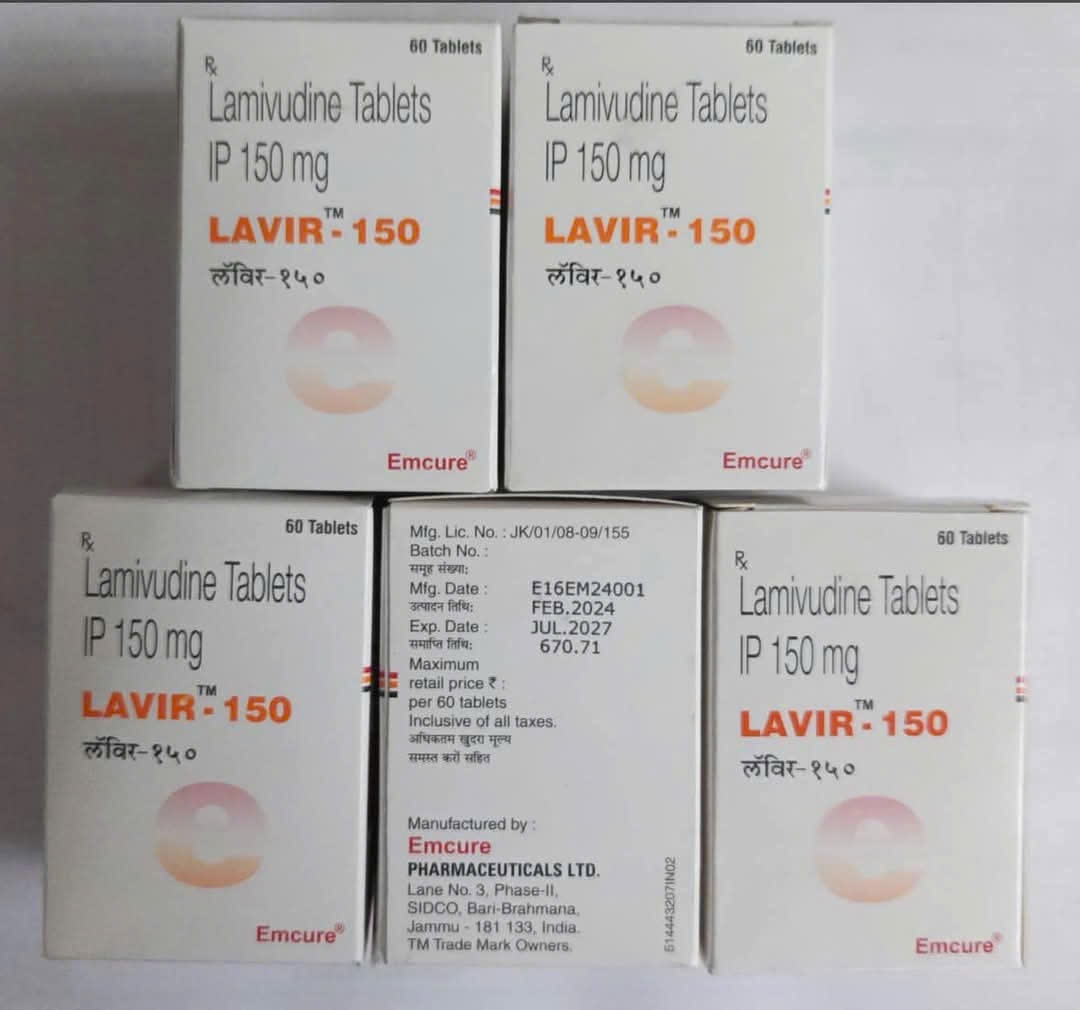 60 Tablets
Rx
Lamivudine Tablets
IP 150 mg
LAVIR™- 150
लॅविर-१५०
Emcure®
60 Tablets
Rx
Lamivudine Tablets
IP 150 mg
LAVIR™- 150
लॅविर-१५०
Emcure®
60 Tablets
Rx
Lamivudine Tablets
IP 150 mg
LAVIR™- 150
लॅविर-१५०
Emcure®
Mfg. Lic. No. : JK/01/08-09/155
Batch No. :
समूह संख्या:
Mfg. Date : E16EM24001
उत्पादन तिथि: FEB.2024
Exp. Date : JUL.2027
समाप्ति तिथि: 670.71
Maximum
retail price ₹ :
per 60 tablets
Inclusive of all taxes.
अधिकतम खुदरा मूल्य
समस्त करों सहित
Manufactured by :
Emcure
PHARMACEUTICALS LTD.
Lane No. 3, Phase-II,
SIDCO, Bari-Brahmana,
Jammu - 181 133, India.
TM Trade Mark Owners.
514443207IN02
60 Tablets
Rx
Lamivudine Tablets
IP 150 mg
LAVIR™- 150
लॅविर-१५०
Emcure®